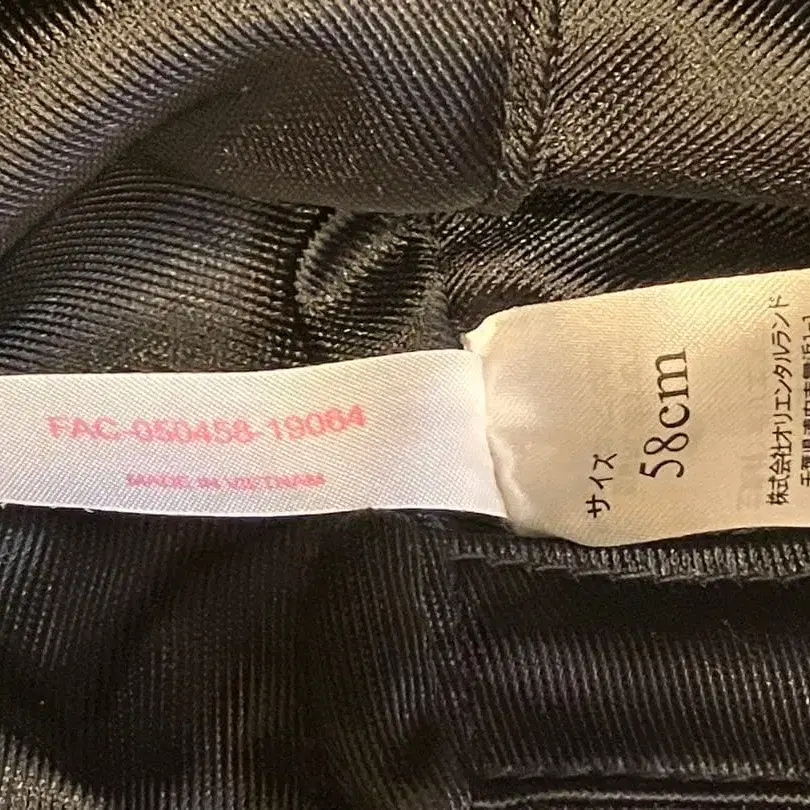 FAC-050458-19064
MADE IN VIETNAM
サイズ
58cm
株式会社オリエンタルランド